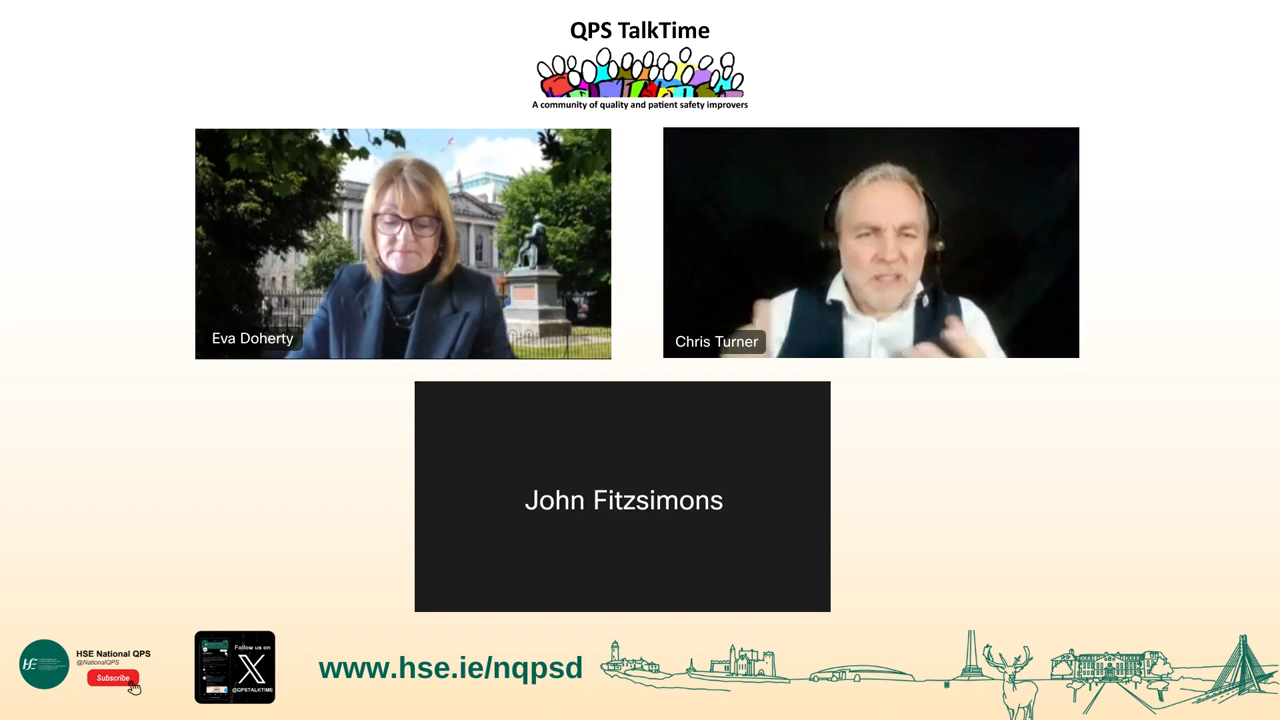 QPS TalkTime
A community of quality and patient safety improvers
Eva Doherty
Chris Turner
John Fitzsimons
HSE National QPS
@NationalQPS
Subscribe
Follow us on
X
@QPSTALKTIME
www.hse.ie/nqpsd